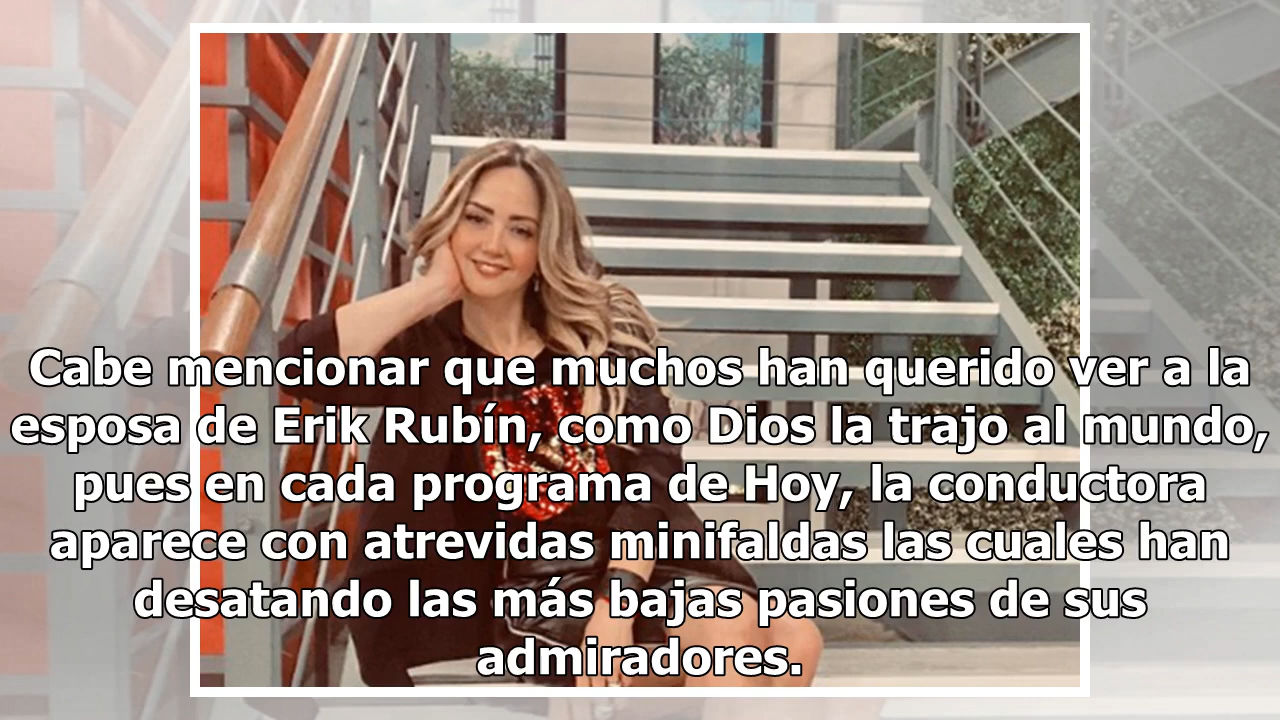 Cabe mencionar que muchos han querido ver a la
esposa de Erik Rubín, como Dios la trajo al mundo,
pues en cada programa de Hoy, la conductora
aparece con atrevidas minifaldas las cuales han
desatando las más bajas pasiones de sus
admiradores.